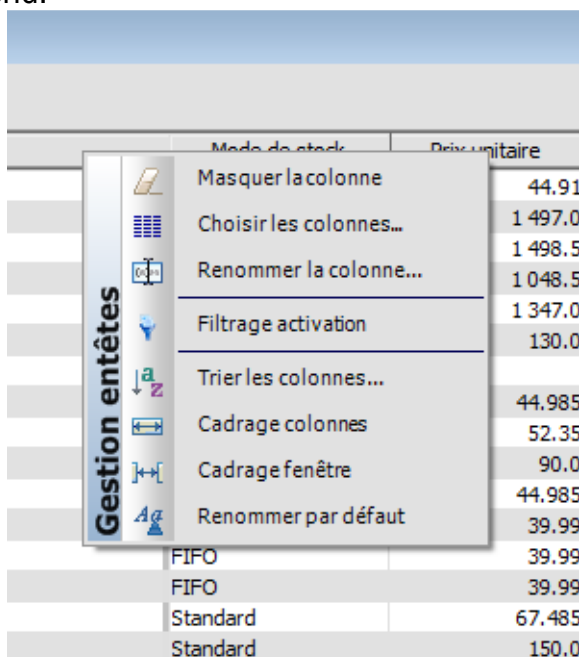 Mode de stock Prix unitaire
Gestion entêtes
Masquer la colonne
Choisir les colonnes...
Renommer la colonne...
Filtrage activation
Trier les colonnes...
Cadrage colonnes
Cadrage fenêtre
Renommer par défaut
44.91
1 497.0
1 498.5
1 048.5
1 347.0
130.0
44.985
52.35
90.0
44.985
39.99
FIFO 39.99
FIFO 39.99
Standard 67.485
Standard 150.0